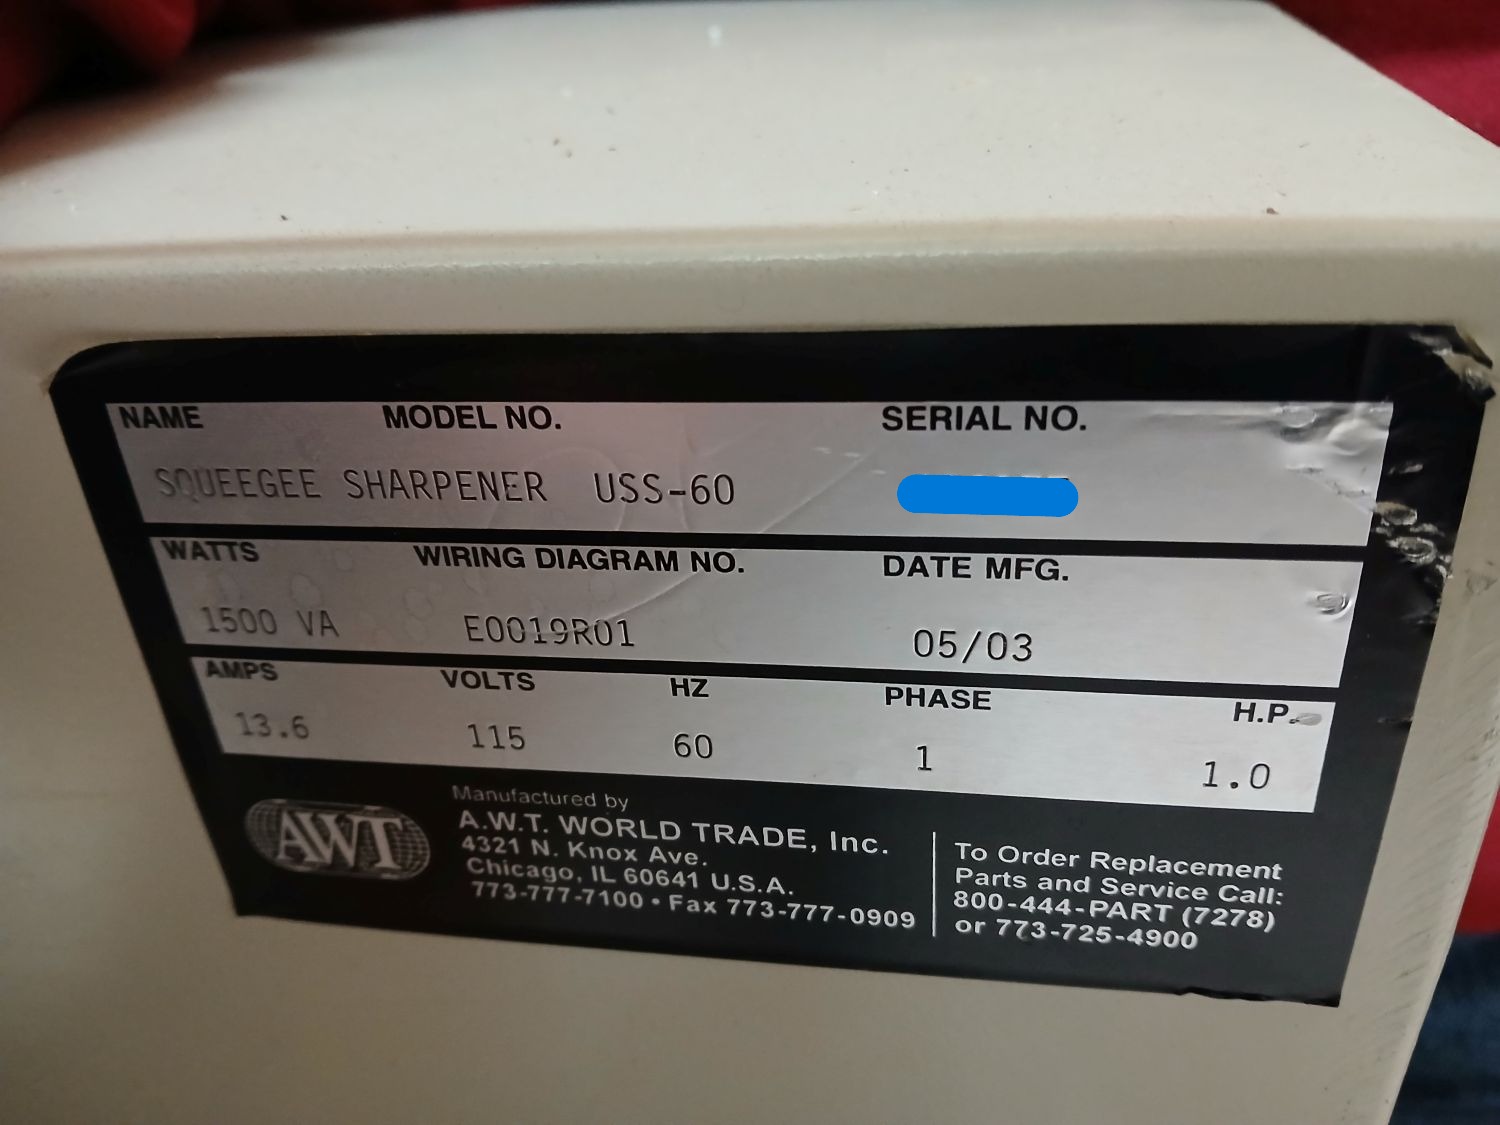 NAME MODEL NO. SERIAL NO.
SQUEEGEE SHARPENER USS-60
WATTS WIRING DIAGRAM NO. DATE MFG.
1500 VA E0019R01 05/03
AMPS VOLTS HZ PHASE H.P.
13.6 115 60 1 1.0
AWT
Manufactured by
A.W.T. WORLD TRADE, Inc.
4321 N. Knox Ave.
Chicago, IL 60641 U.S.A.
773-777-7100 • Fax 773-777-0909
To Order Replacement
Parts and Service Call:
800-444-PART (7278)
or 773-725-4900